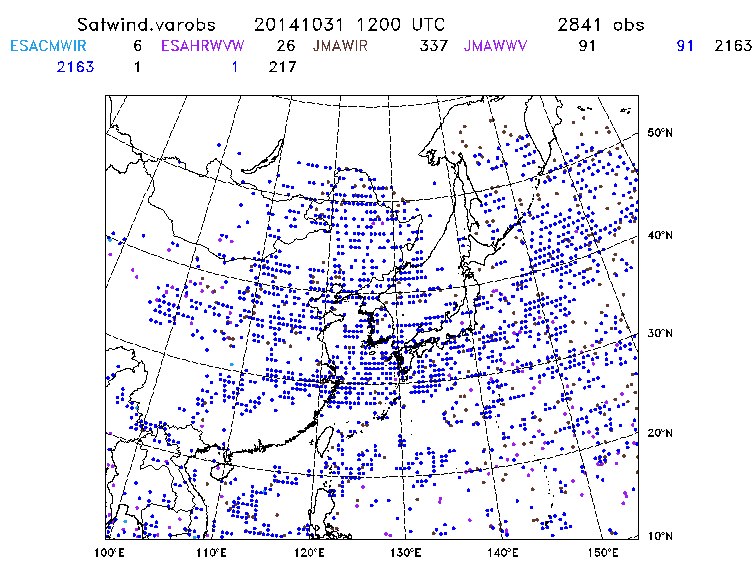 Satwind.varobs 20141031 1200 UTC 2841 obs
ESACMWIR 6 ESAHRWVW 26 JMAWIR 337 JMAWWV 91 91 2163
2163 1 1 217
50°N
40°N
30°N
20°N
10°N
100°E 110°E 120°E 130°E 140°E 150°E